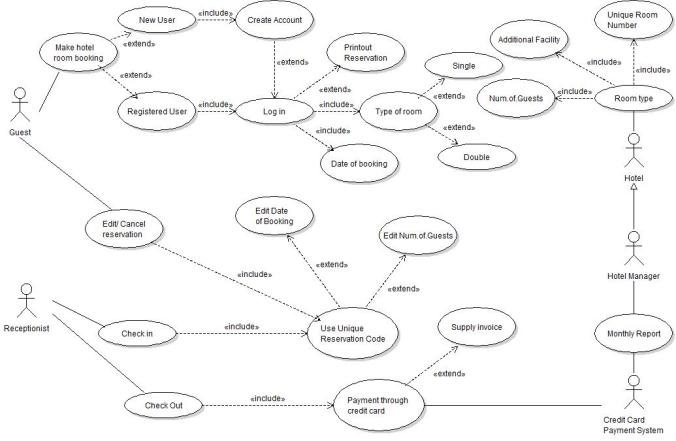 New User
«include»
Create Account
Unique Room
Number
Make hotel
room booking
«extend»
Printout
Reservation
Additional Facility
«include»
«include»
«extend»
«extend»
Single
«extend»
«extend»
Num.of.Guests
«include»
Room type
Registered User
«include»
Log in
«include»
Type of room
«include»
«extend»
Guest
Date of booking
Double
Hotel
Edit/ Cancel
reservation
Edit Date
of Booking
Edit Num.of.Guests
«include»
«extend»
«extend»
Hotel Manager
Receptionist
Check in
«include»
Use Unique
Reservation Code
Supply invoice
Monthly Report
«extend»
Check Out
«include»
Payment through
credit card
Credit Card
Payment System